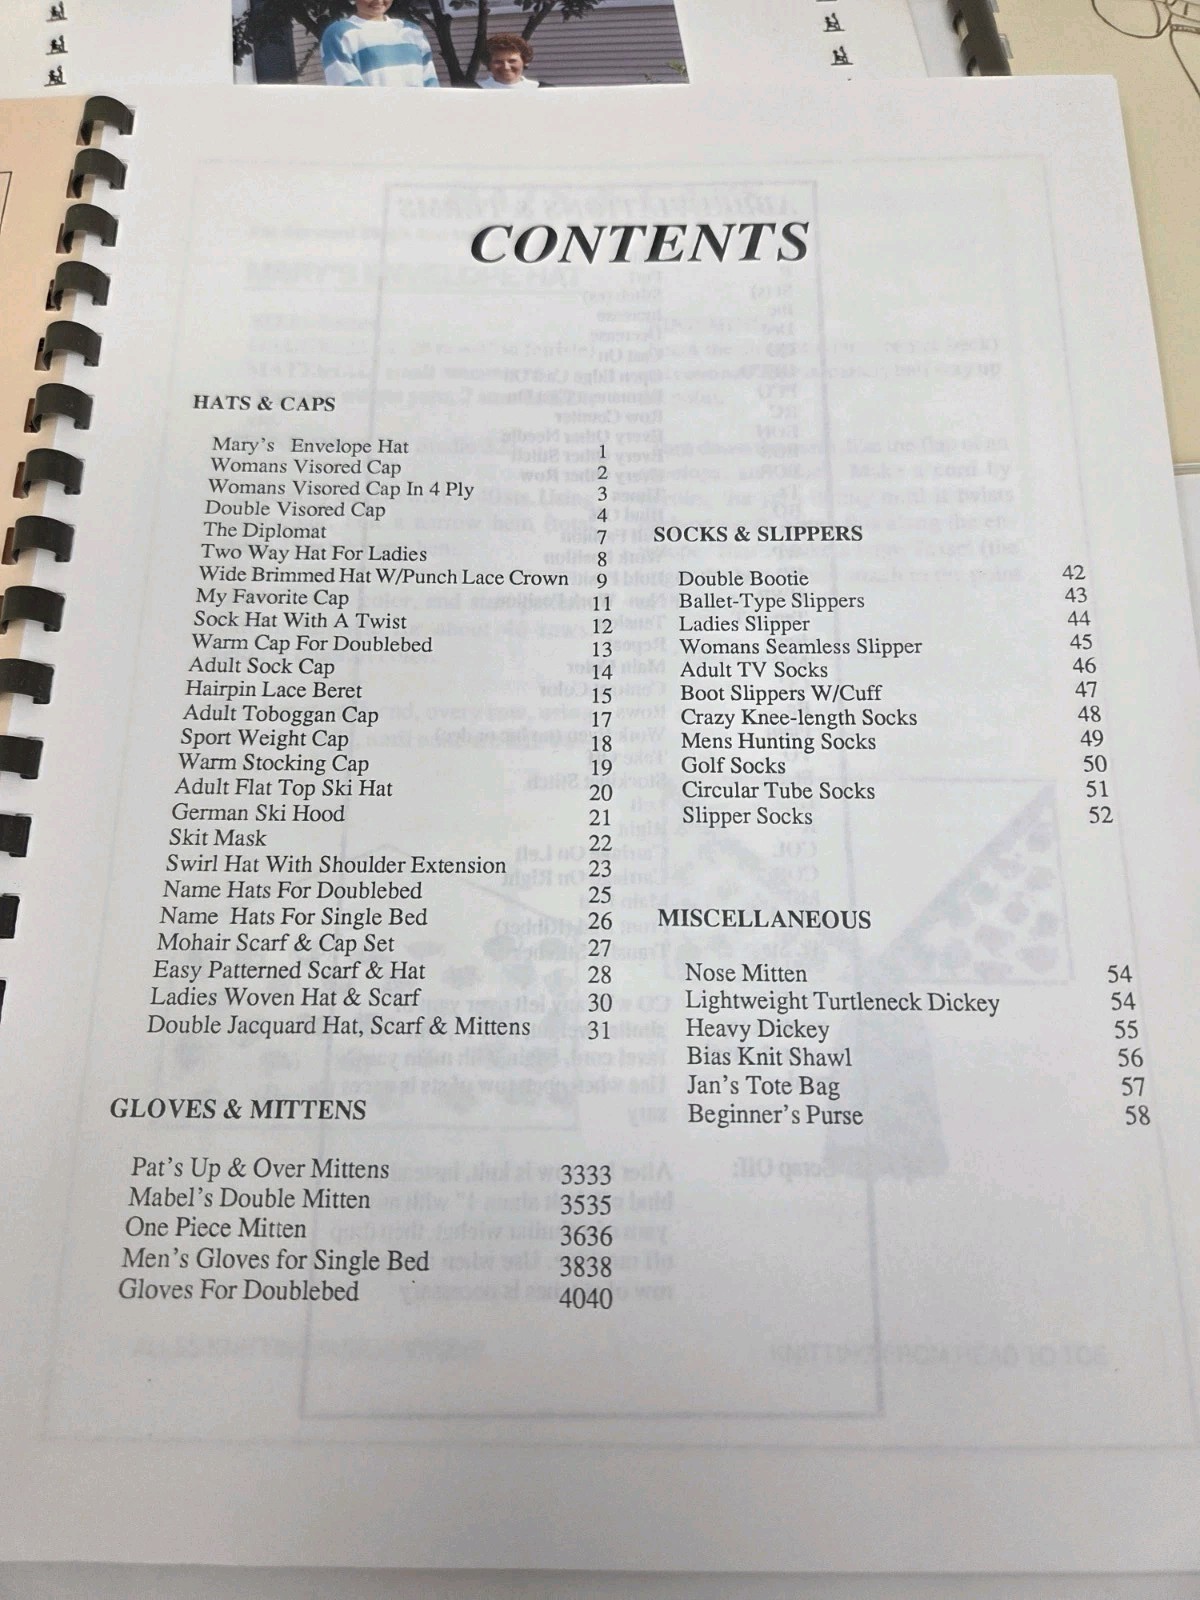 CONTENTS
HATS & CAPS
Mary's Envelope Hat 1
Womans Visored Cap 2
Womans Visored Cap In 4 Ply 3
Double Visored Cap 4
The Diplomat 7
Two Way Hat For Ladies 8
Wide Brimmed Hat W/Punch Lace Crown 9
My Favorite Cap 11
Sock Hat With A Twist 12
Warm Cap For Doublebed 13
Adult Sock Cap 14
Hairpin Lace Beret 15
Adult Toboggan Cap 17
Sport Weight Cap 18
Warm Stocking Cap 19
Adult Flat Top Ski Hat 20
German Ski Hood 21
Skit Mask 22
Swirl Hat With Shoulder Extension 23
Name Hats For Doublebed 25
Name Hats For Single Bed 26
Mohair Scarf & Cap Set 27
Easy Patterned Scarf & Hat 28
Ladies Woven Hat & Scarf 30
Double Jacquard Hat, Scarf & Mittens 31
GLOVES & MITTENS
Pat's Up & Over Mittens 3333
Mabel's Double Mitten 3535
One Piece Mitten 3636
Men's Gloves for Single Bed 3838
Gloves For Doublebed 4040
SOCKS & SLIPPERS
Double Bootie 42
Ballet-Type Slippers 43
Ladies Slipper 44
Womans Seamless Slipper 45
Adult TV Socks 46
Boot Slippers W/Cuff 47
Crazy Knee-length Socks 48
Mens Hunting Socks 49
Golf Socks 50
Circular Tube Socks 51
Slipper Socks 52
MISCELLANEOUS
Nose Mitten 54
Lightweight Turtleneck Dickey 54
Heavy Dickey 55
Bias Knit Shawl 56
Jan's Tote Bag 57
Beginner's Purse 58